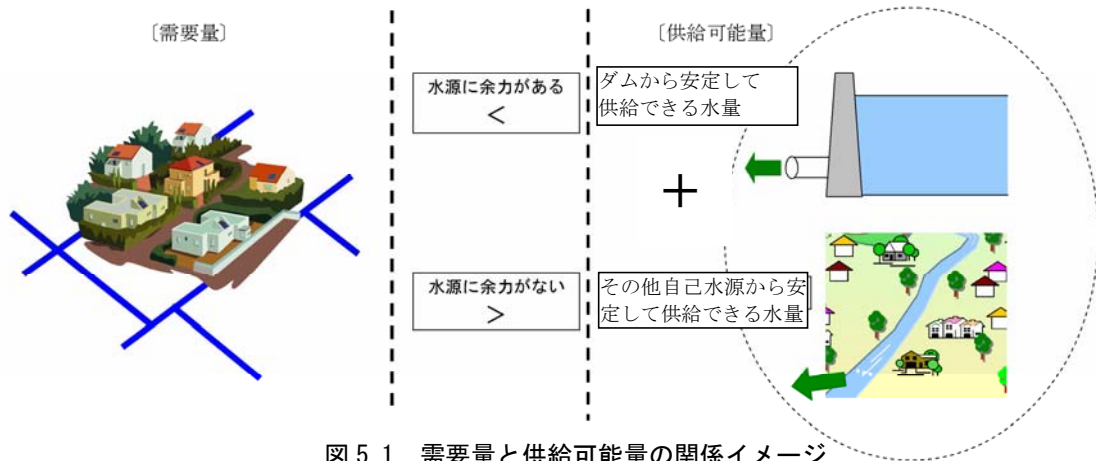 〔需要量〕
〔供給可能量〕
水源に余力がある
＜
ダムから安定して
供給できる水量
＋
水源に余力がない
＞
その他自己水源から安
定して供給できる水量
図 5.1 需要量と供給可能量の関係イメージ